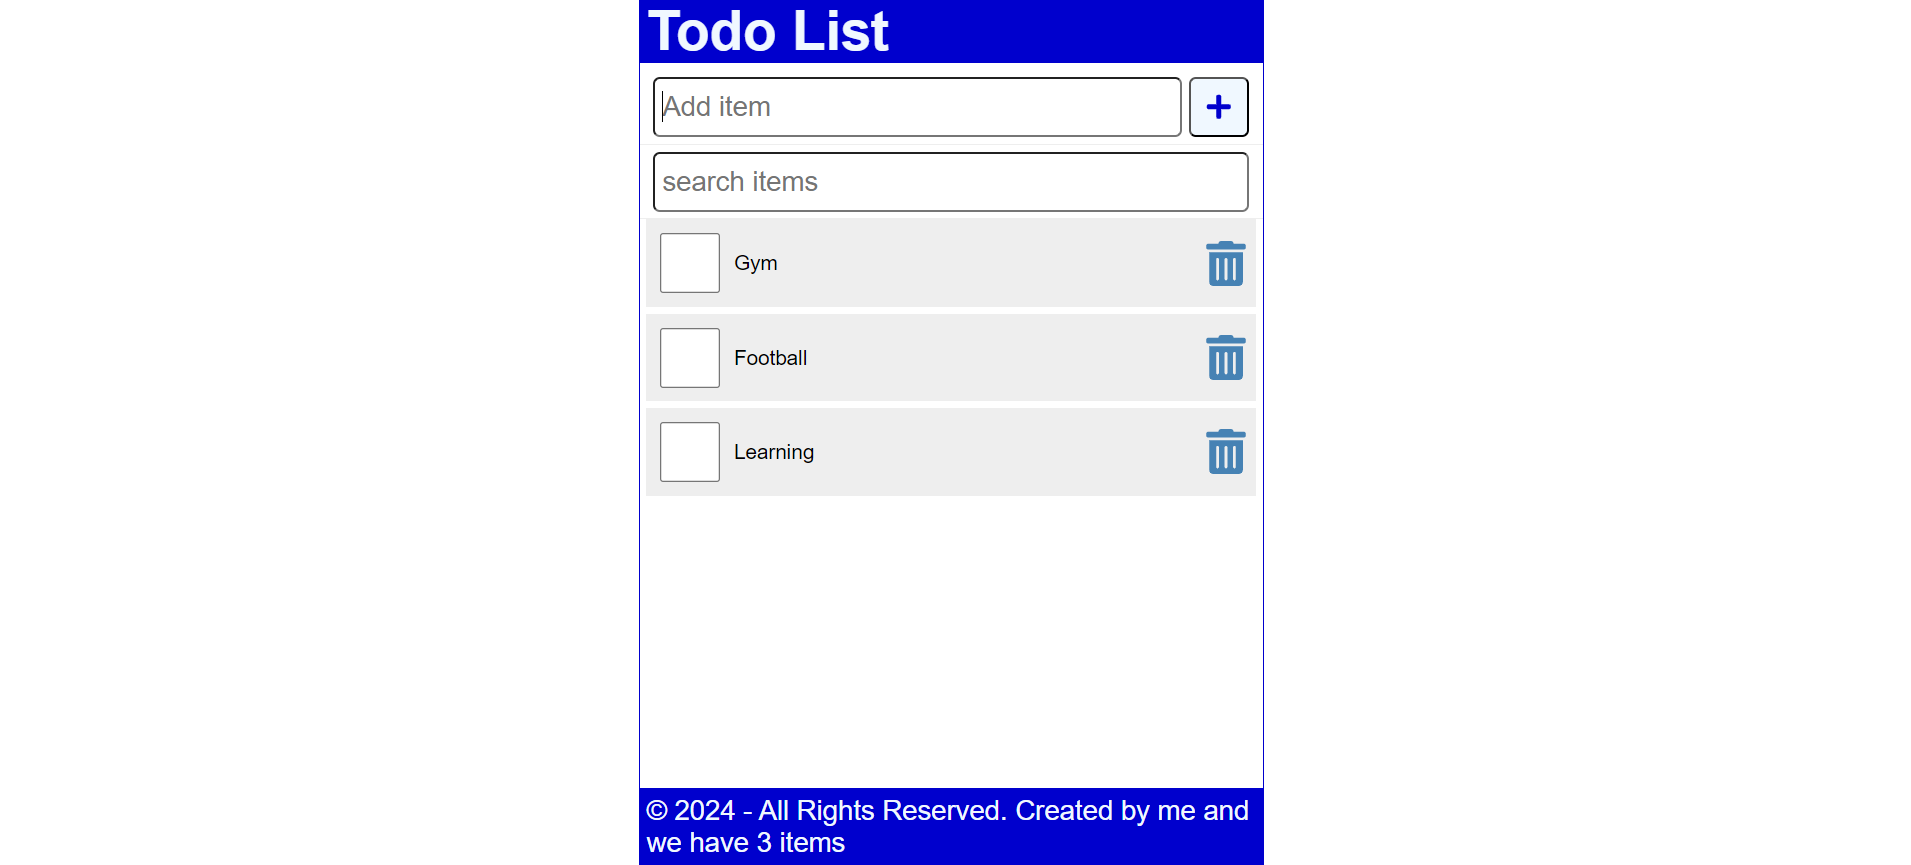 Todo List
Add item
search items
Gym
Football
Learning
© 2024 - All Rights Reserved. Created by me and
we have 3 items